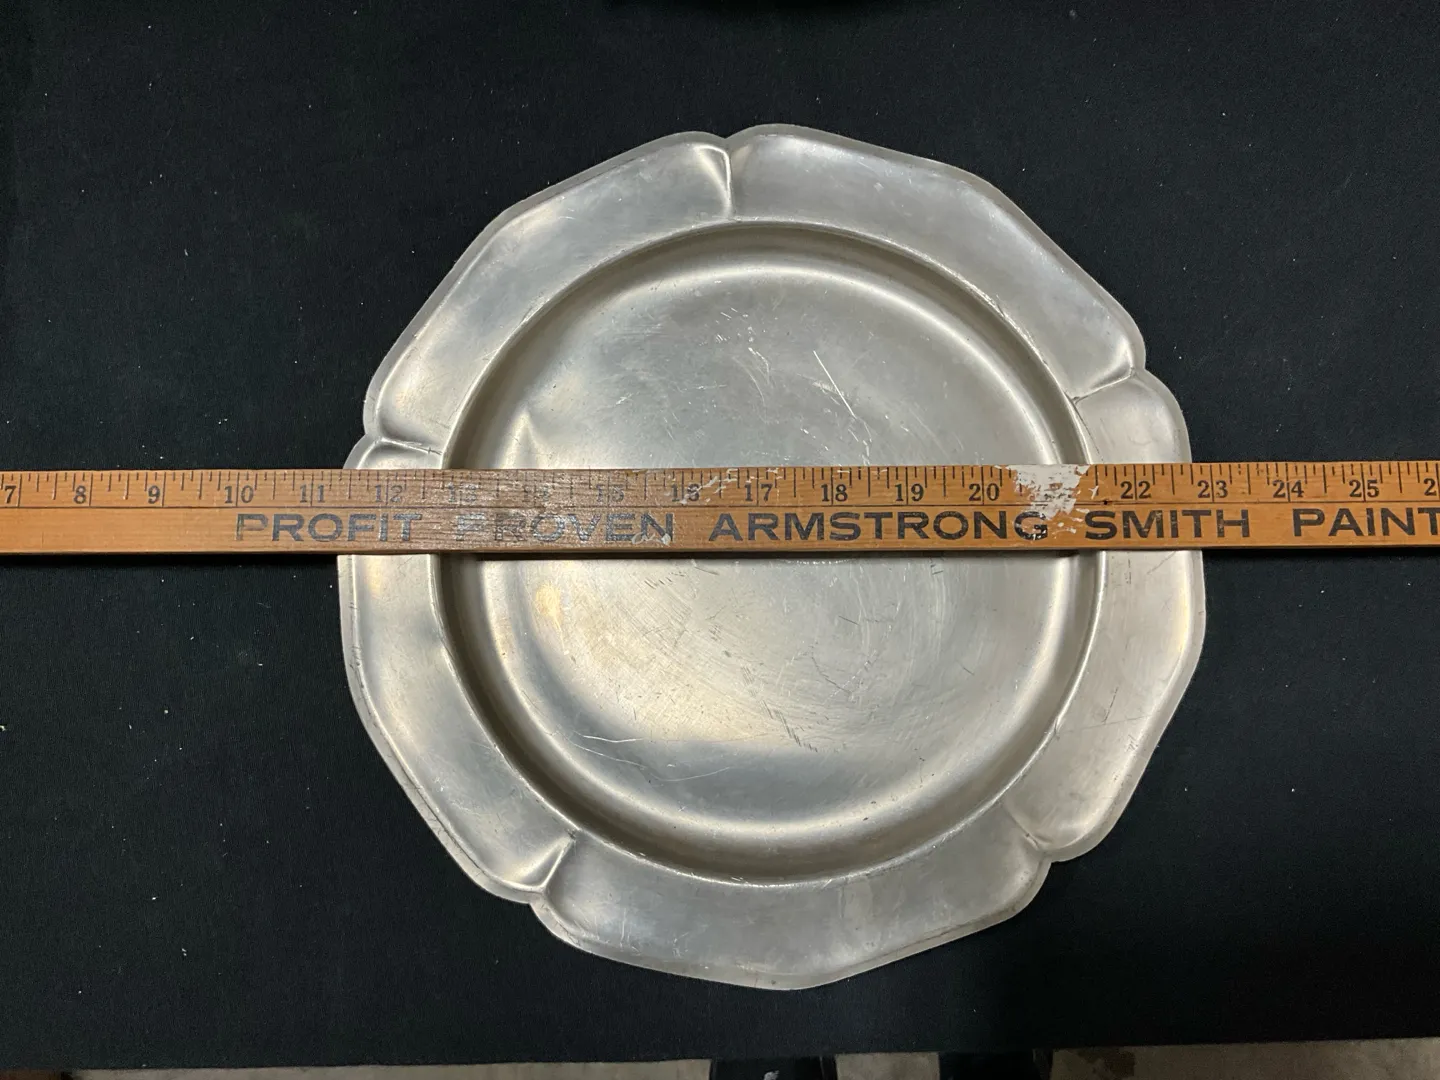 7 8 9 10 11 12 13 14 15 16 17 18 19 20 22 23 24 25 2
PROFIT PROVEN ARMSTRONG SMITH PAINT